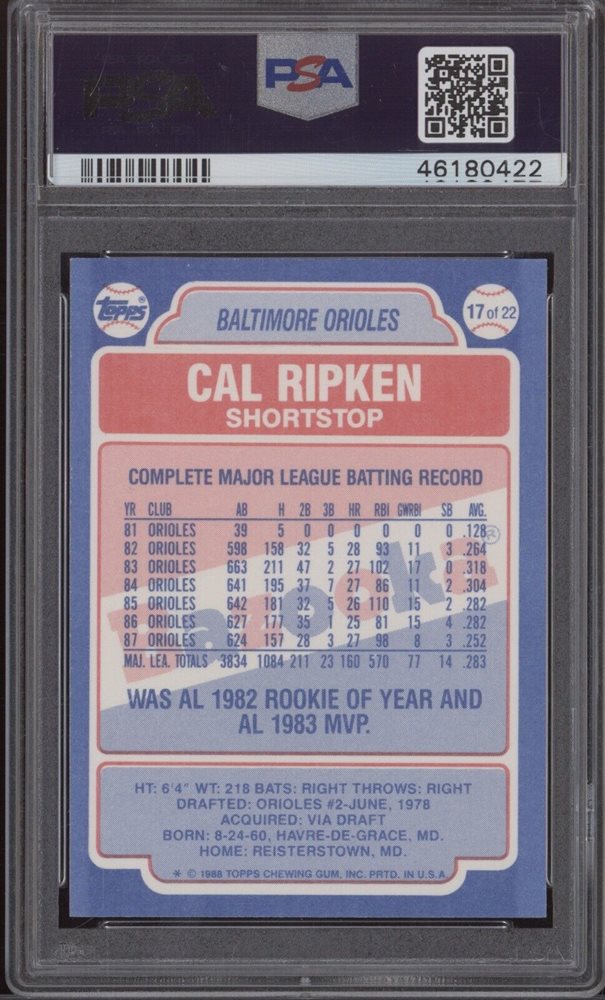 PSA
46180422
Topps®
17 of 22
BALTIMORE ORIOLES
CAL RIPKEN
SHORTSTOP
COMPLETE MAJOR LEAGUE BATTING RECORD
YR CLUB AB H 2B 3B HR RBI GWRBI SB AVG.
81 ORIOLES 39 5 0 0 0 0 0 0 .128
82 ORIOLES 598 158 32 5 28 93 11 3 .264
83 ORIOLES 663 211 47 2 27 102 17 0 .318
84 ORIOLES 641 195 37 7 27 86 11 2 .304
85 ORIOLES 642 181 32 5 26 110 15 2 .282
86 ORIOLES 627 177 35 1 25 81 15 4 .282
87 ORIOLES 624 157 28 3 27 98 8 3 .252
MAJ. LEA. TOTALS 3834 1084 211 23 160 570 77 14 .283
Bazooka®
WAS AL 1982 ROOKIE OF YEAR AND
AL 1983 MVP.
HT: 6'4" WT: 218 BATS: RIGHT THROWS: RIGHT
DRAFTED: ORIOLES #2-JUNE, 1978
ACQUIRED: VIA DRAFT
BORN: 8-24-60, HAVRE-DE-GRACE, MD.
HOME: REISTERSTOWN, MD.
* © 1988 TOPPS CHEWING GUM, INC. PRTD. IN U.S.A.